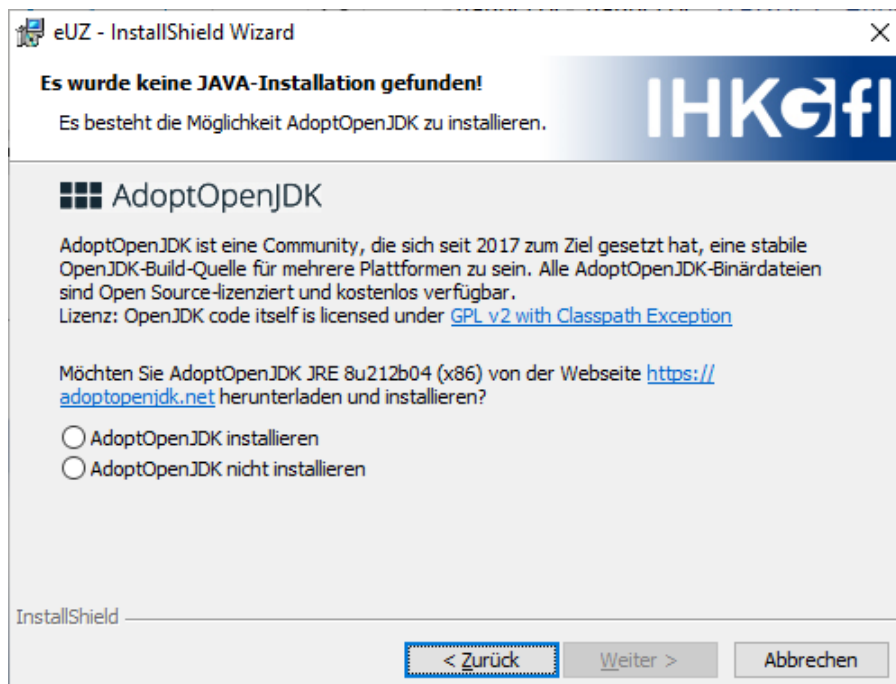 eUZ - InstallShield Wizard
Es wurde keine JAVA-Installation gefunden!
Es besteht die Möglichkeit AdoptOpenJDK zu installieren.
IHKGfI
AdoptOpenJDK
AdoptOpenJDK ist eine Community, die sich seit 2017 zum Ziel gesetzt hat, eine stabile
OpenJDK-Build-Quelle für mehrere Plattformen zu sein. Alle AdoptOpenJDK-Binärdateien
sind Open Source-lizenziert und kostenlos verfügbar.
Lizenz: OpenJDK code itself is licensed under GPL v2 with Classpath Exception
Möchten Sie AdoptOpenJDK JRE 8u212b04 (x86) von der Webseite https://
adoptopenjdk.net herunterladen und installieren?
AdoptOpenJDK installieren
AdoptOpenJDK nicht installieren
InstallShield
< Zurück
Weiter >
Abbrechen